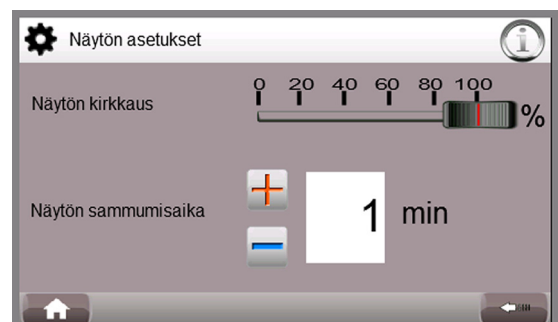 Näytön asetukset
Näytön kirkkaus
0 20 40 60 80 100
%
Näytön sammumisaika
1 min